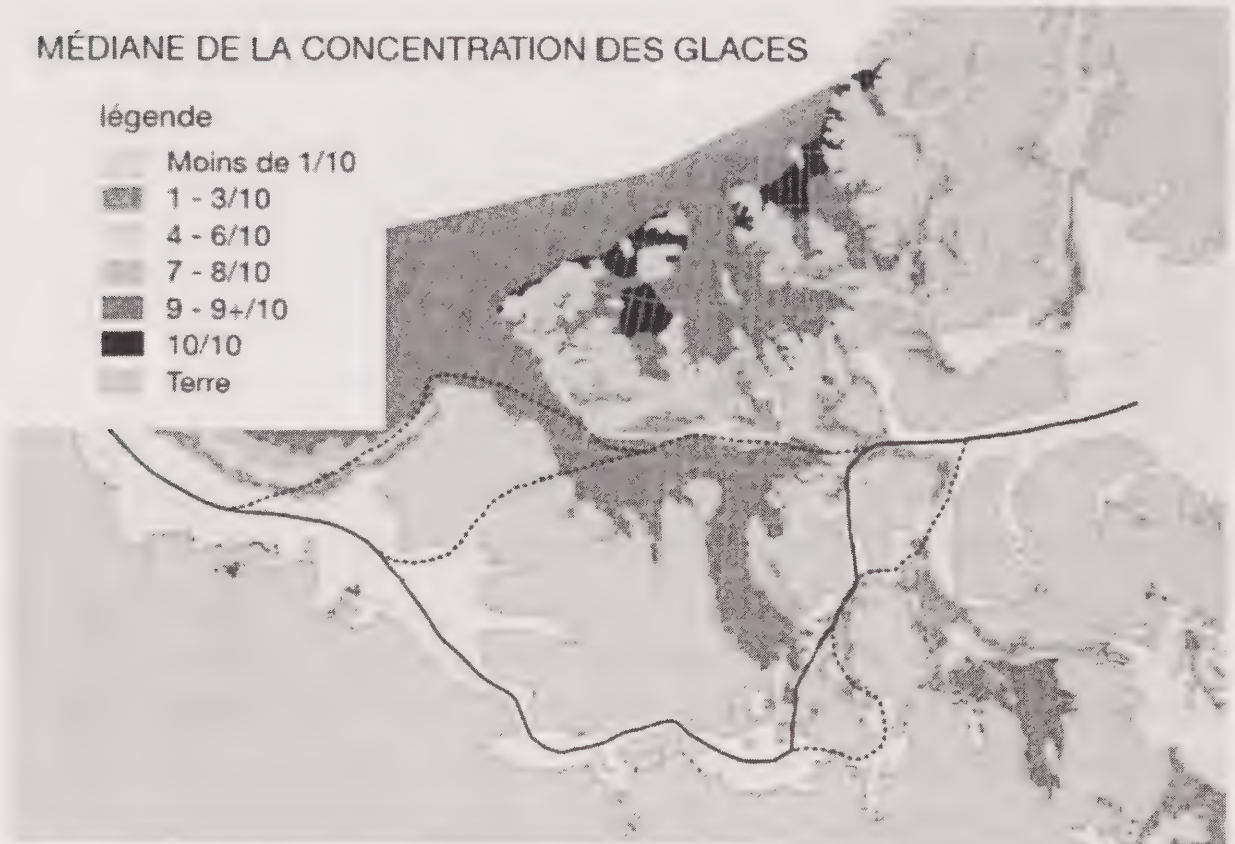 MÉDIANE DE LA CONCENTRATION DES GLACES
légende
Moins de 1/10
1 - 3/10
4 - 6/10
7 - 8/10
9 - 9+/10
10/10
Terre